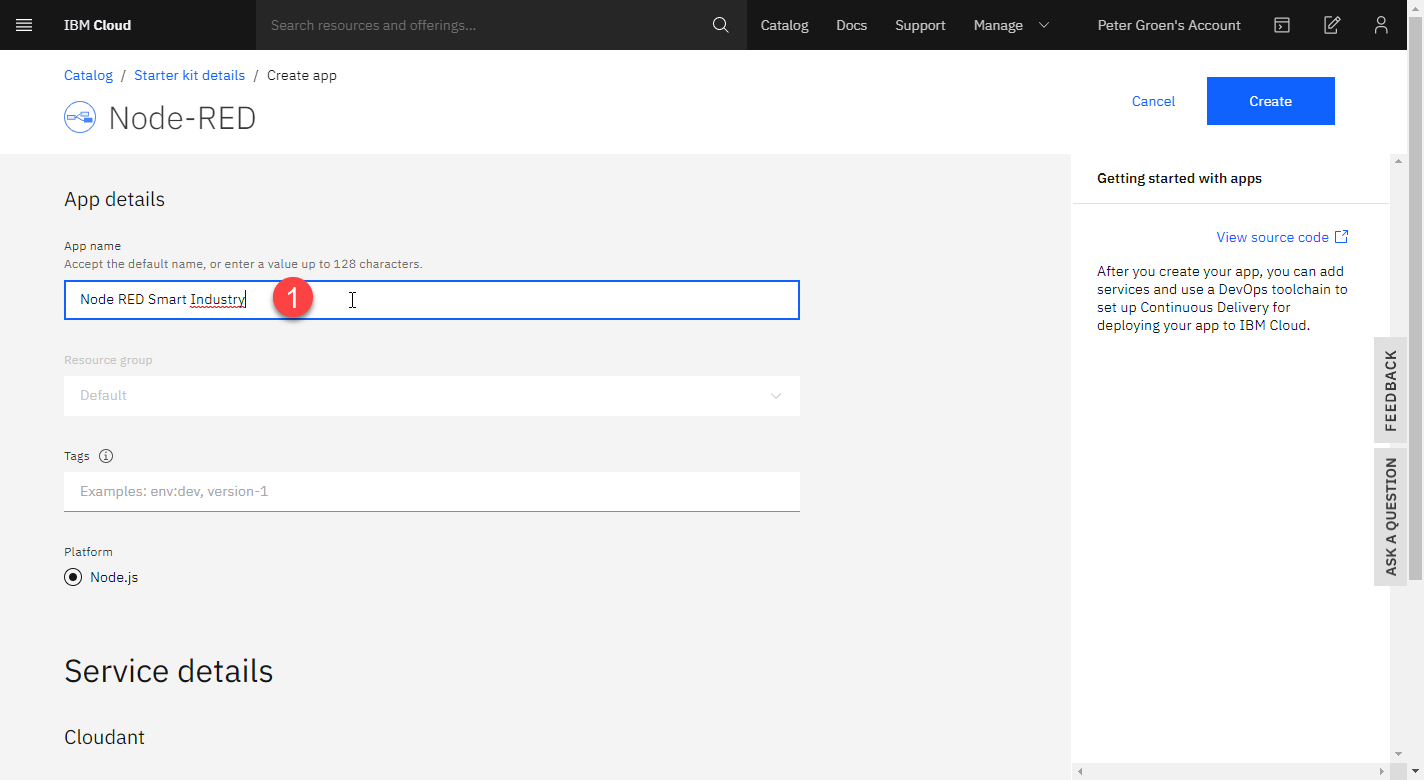 IBM Cloud
Search resources and offerings...
Catalog
Docs
Support
Manage
Peter Groen's Account
Catalog / Starter kit details / Create app
Node-RED
Cancel
Create
App details
App name
Accept the default name, or enter a value up to 128 characters.
Node RED Smart Industry
1
Resource group
Default
Tags
Examples: env:dev, version-1
Platform
Node.js
Service details
Cloudant
Getting started with apps
View source code
After you create your app, you can add
services and use a DevOps toolchain to
set up Continuous Delivery for
deploying your app to IBM Cloud.
FEEDBACK
ASK A QUESTION